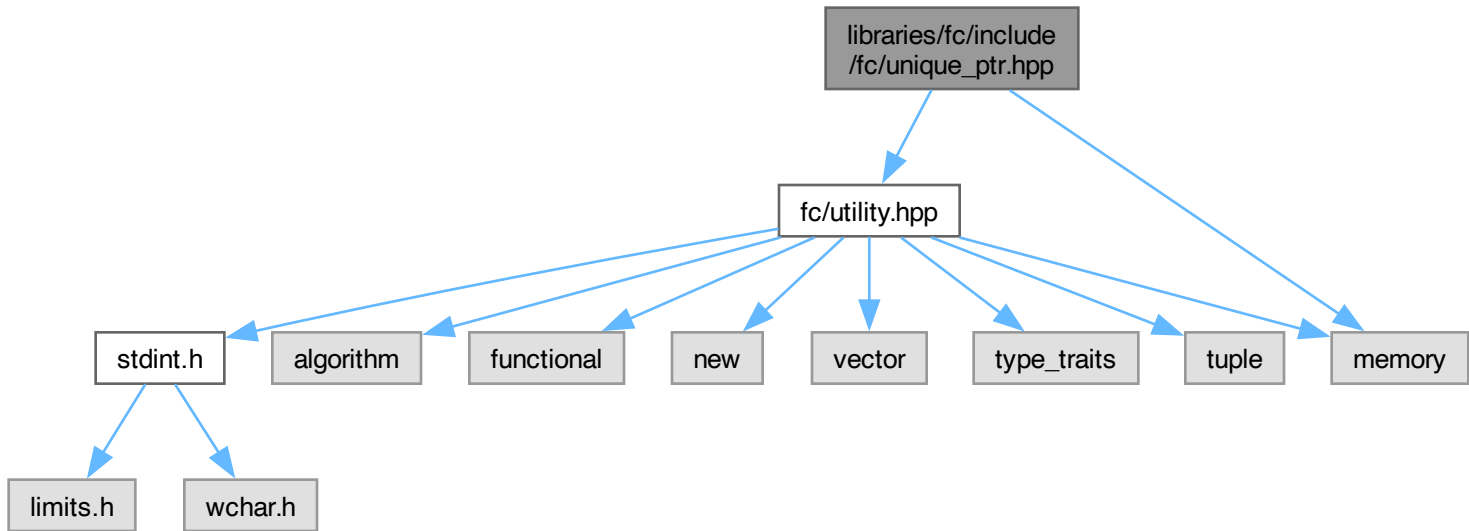 libraries/fc/include
/fc/unique_ptr.hpp
fc/utility.hpp
stdint.h
algorithm
functional
new
vector
type_traits
tuple
memory
limits.h
wchar.h